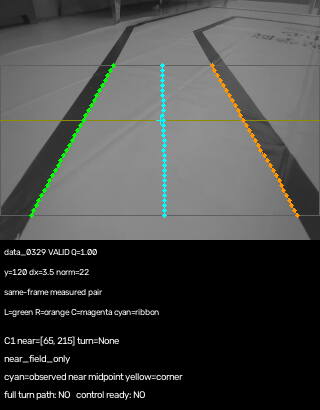 data_0329 VALID Q=1.00
y=120 dx=3.5 norm=22
same-frame measured pair
L=green R=orange C=magenta cyan=ribbon
C1 near=[65, 215] turn=None
near_field_only
cyan=observed near midpoint yellow=corner
full turn path: NO control ready: NO